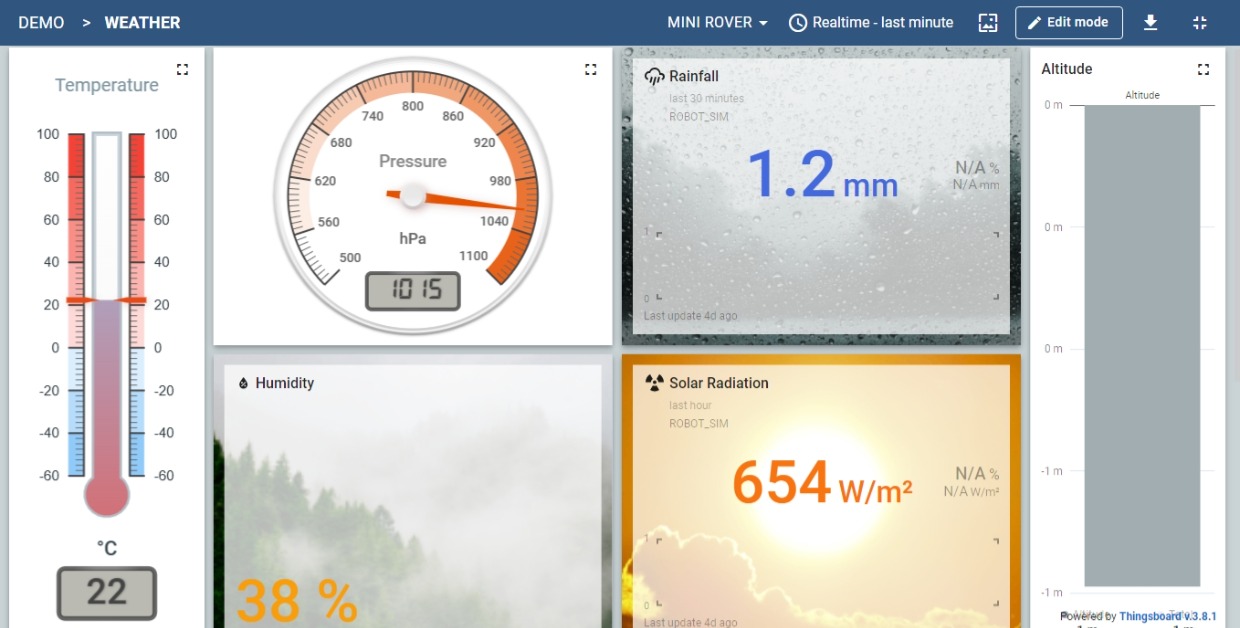 DEMO > WEATHER
MINI ROVER
Realtime - last minute
Edit mode
Temperature
100 100
80 80
60 60
40 40
20 20
0 0
-20 -20
-40 -40
-60 -60
°C
22
800
740 860
680 920
Pressure
620 980
560 1040
hPa
500 1100
1015
Rainfall
last 30 minutes
ROBOT_SIM
1.2 mm
N/A %
N/A mm
1
0
Last update 4d ago
Humidity
38 %
Solar Radiation
last hour
ROBOT_SIM
654 W/m²
N/A %
N/A W/m²
1
0
Last update 4d ago
Altitude
Altitude
0 m
0 m
0 m
-1 m
-1 m
Powered by Thingsboard v.3.8.1